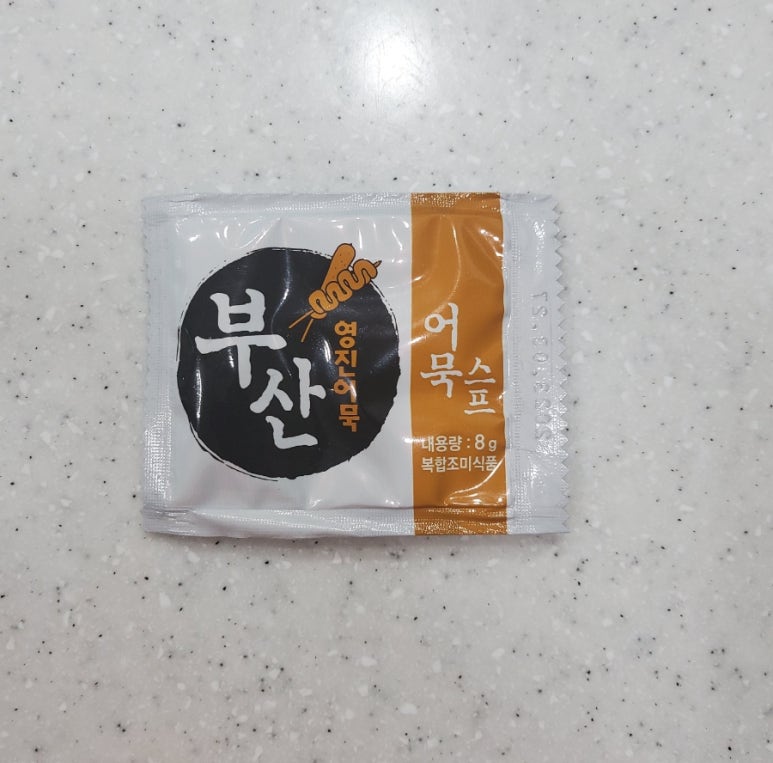 부산
영진어묵
어묵
스프
내용량 : 8g
복합조미식품